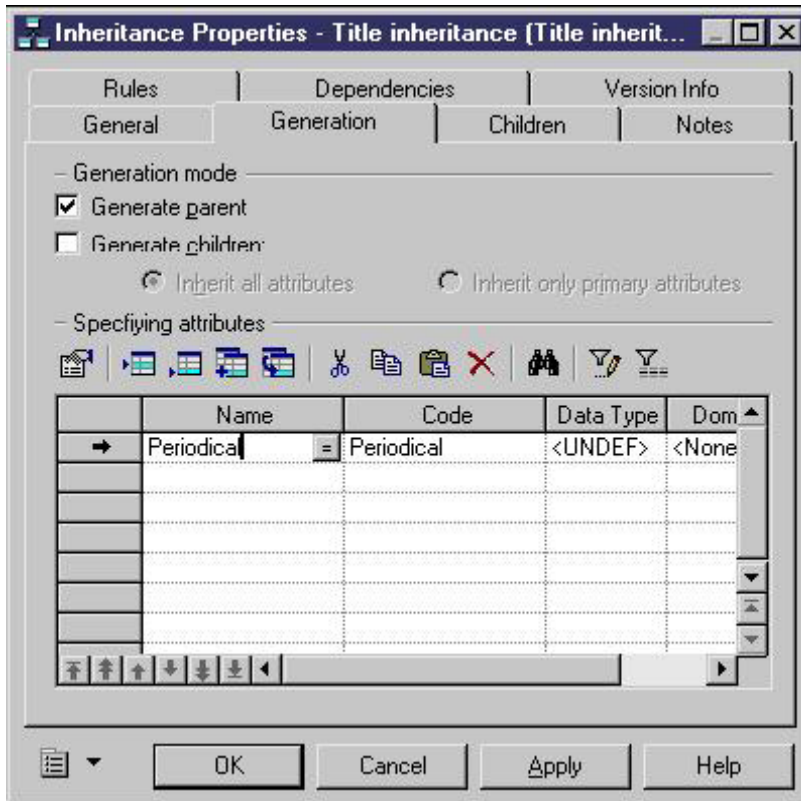 Inheritance Properties - Title inheritance (Title inherit...
Rules Dependencies Version Info
General Generation Children Notes
Generation mode
Generate parent
Generate children:
Inherit all attributes Inherit only primary attributes
Specfiying attributes
Name Code Data Type Dom
Periodical = Periodical <UNDEF> <None
OK Cancel Apply Help